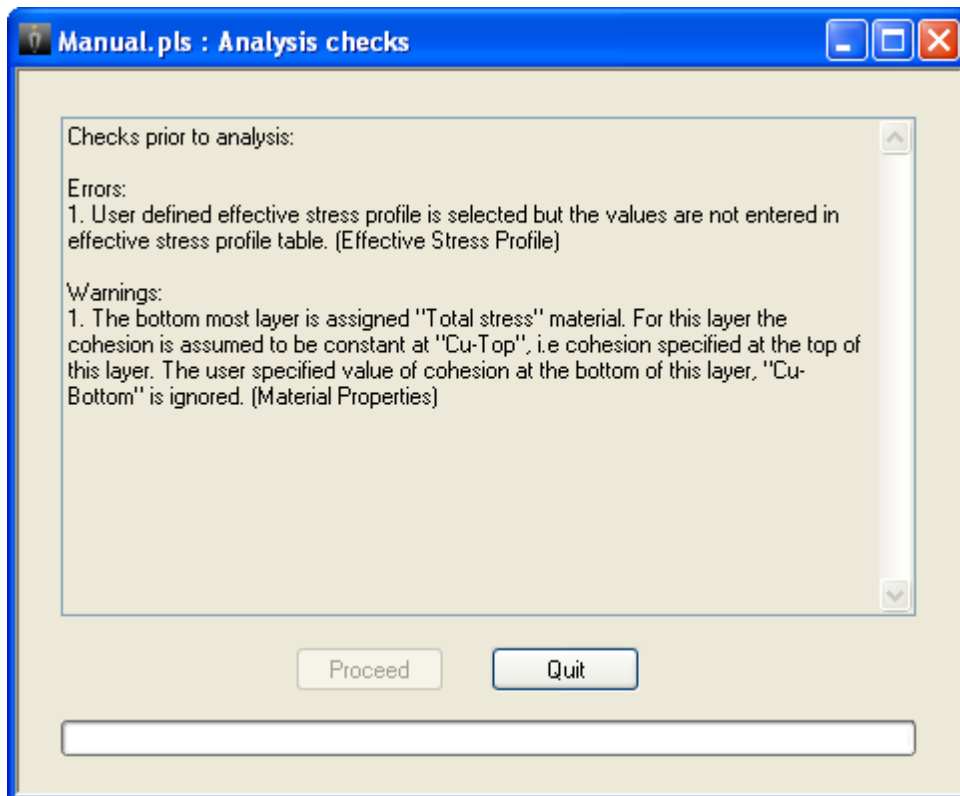 Manual.pls : Analysis checks
Checks prior to analysis:
Errors:
1. User defined effective stress profile is selected but the values are not entered in
effective stress profile table. (Effective Stress Profile)
Warnings:
1. The bottom most layer is assigned "Total stress" material. For this layer the
cohesion is assumed to be constant at "Cu-Top", i.e cohesion specified at the top of
this layer. The user specified value of cohesion at the bottom of this layer, "Cu-
Bottom" is ignored. (Material Properties)
Proceed
Quit